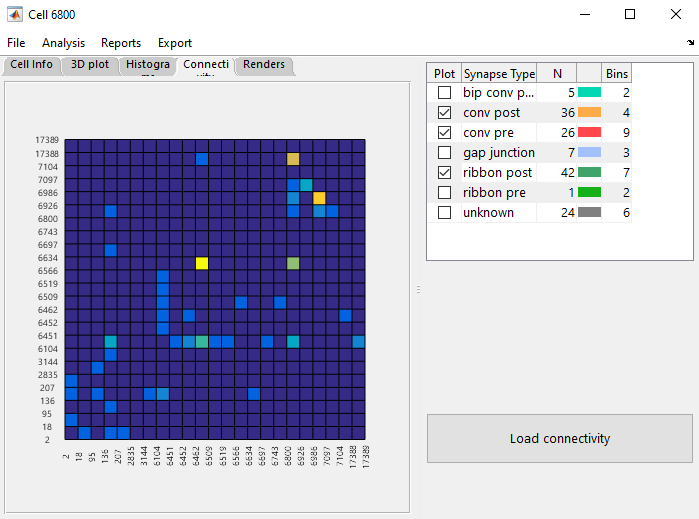 Cell 6800
File Analysis Reports Export
Cell Info 3D plot Histogra Connecti Renders
ms vity
Plot Synapse Type N Bins
bip conv p... 5 2
conv post 36 4
conv pre 26 9
gap junction 7 3
ribbon post 42 7
ribbon pre 1 2
unknown 24 6
17389
17388
7104
7097
6986
6926
6800
6743
6697
6634
6566
6519
6509
6462
6452
6451
6104
3144
2835
207
136
95
18
2
2 18 95 136 207 2835 3144 6104 6451 6452 6462 6509 6519 6566 6634 6697 6743 6800 6926 6986 7097 7104 17388 17389
Load connectivity